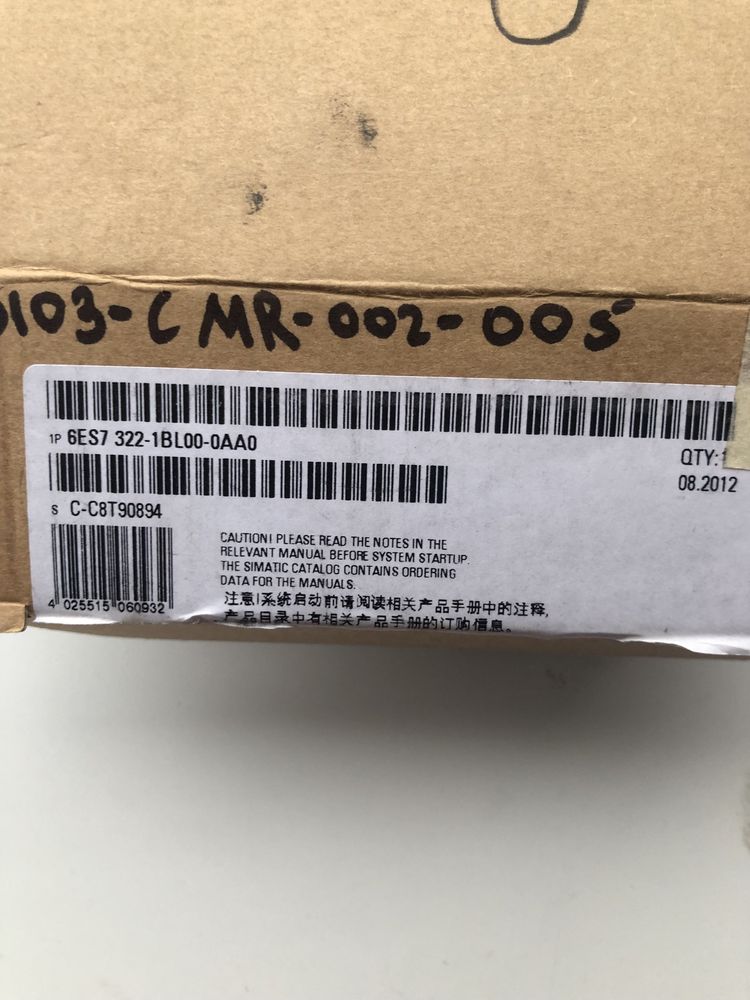 103-CMR-002-005
1P 6ES7 322-1BL00-0AA0
QTY:1
08.2012
S C-C8T90894
CAUTION! PLEASE READ THE NOTES IN THE
RELEVANT MANUAL BEFORE SYSTEM STARTUP.
THE SIMATIC CATALOG CONTAINS ORDERING
DATA FOR THE MANUALS.
注意!系统启动前请阅读相关产品手册中的注释,
产品目录中有相关产品手册的订购信息。
4 025515 060932